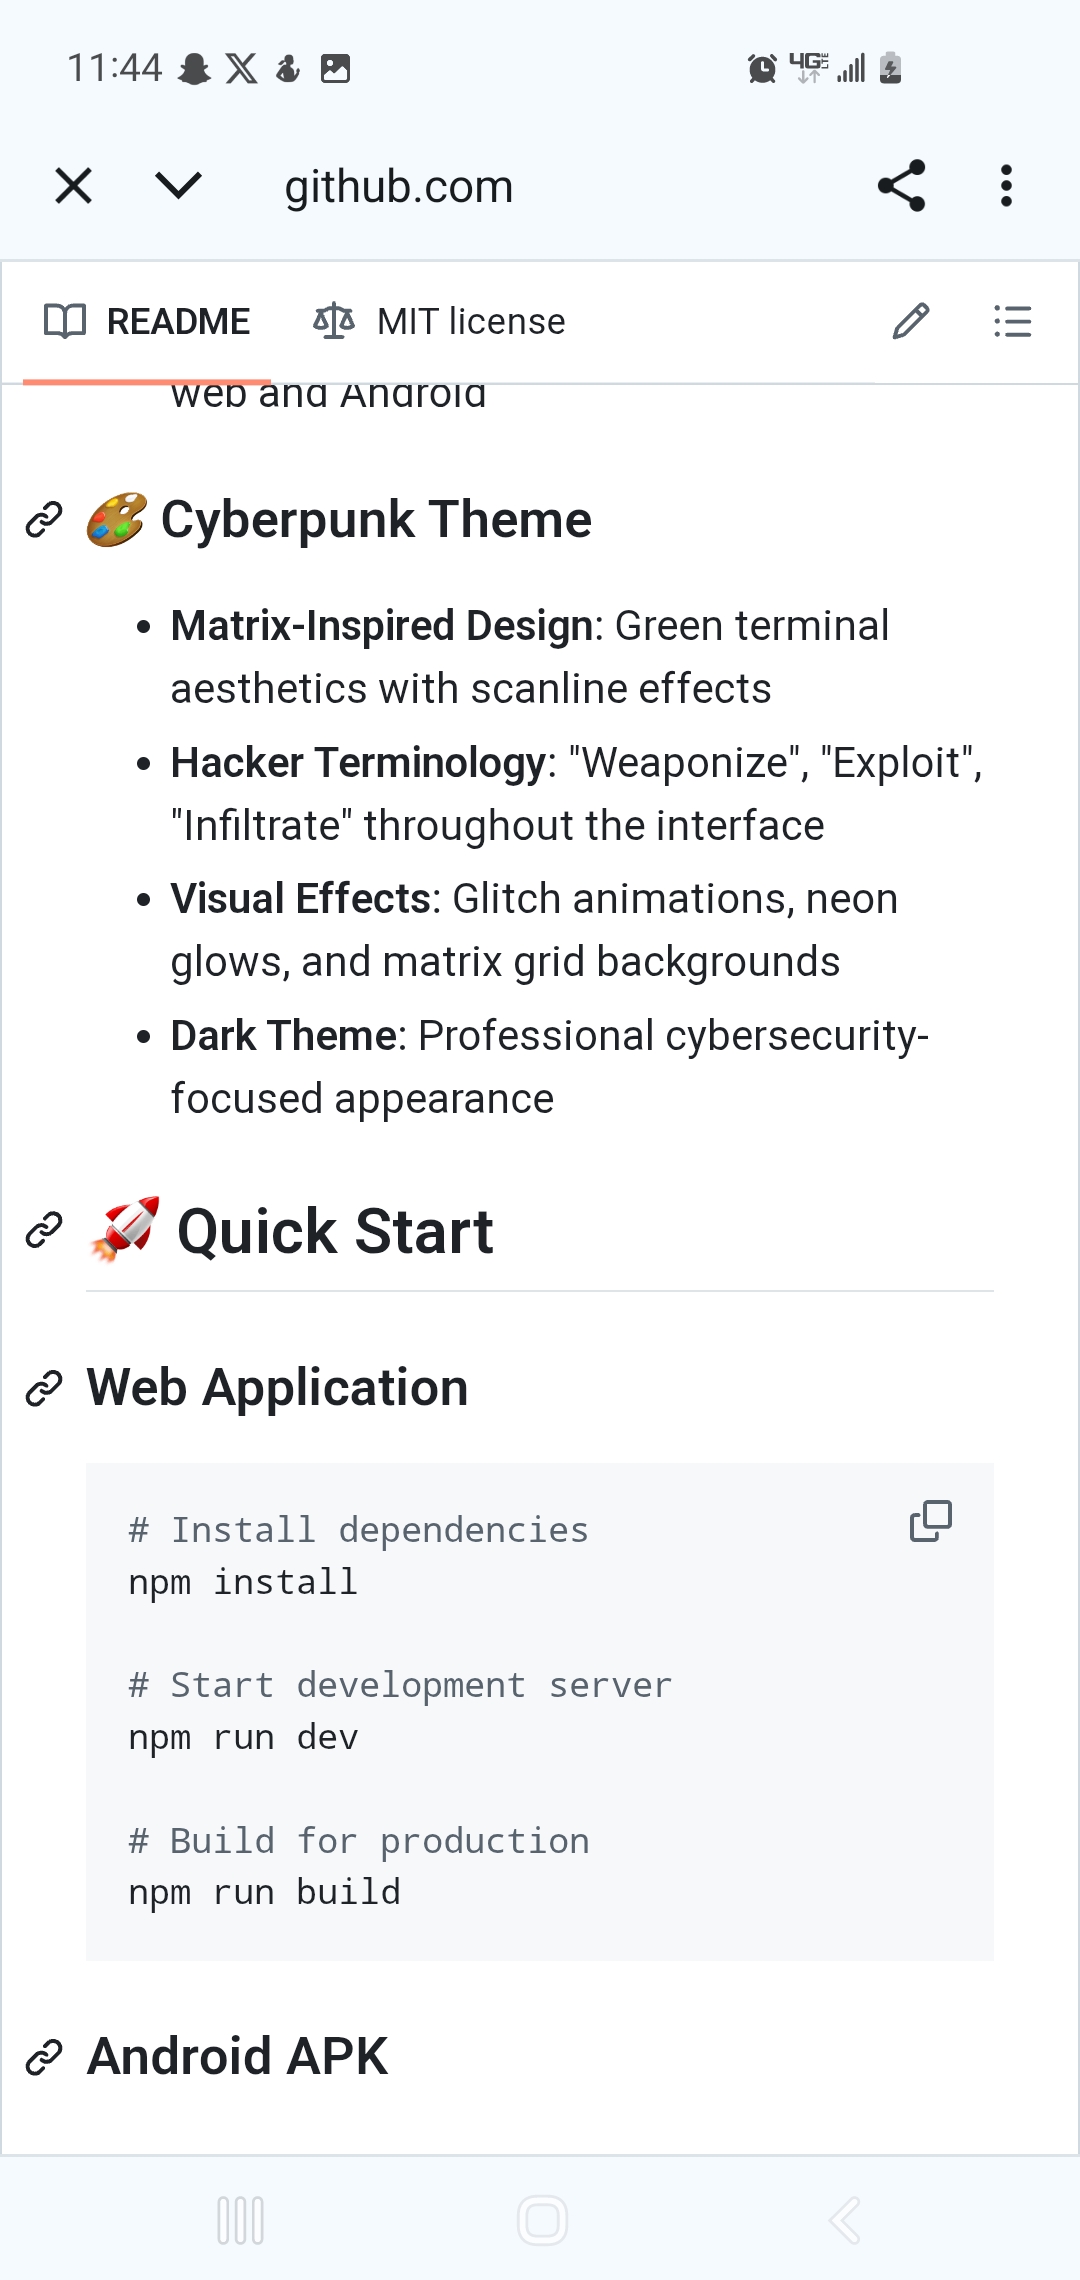 11:44
4G LTE
github.com
README MIT license
web and Android
Cyberpunk Theme
Matrix-Inspired Design: Green terminal
aesthetics with scanline effects
Hacker Terminology: "Weaponize", "Exploit",
"Infiltrate" throughout the interface
Visual Effects: Glitch animations, neon
glows, and matrix grid backgrounds
Dark Theme: Professional cybersecurity-
focused appearance
Quick Start
Web Application
# Install dependencies
npm install
# Start development server
npm run dev
# Build for production
npm run build
Android APK